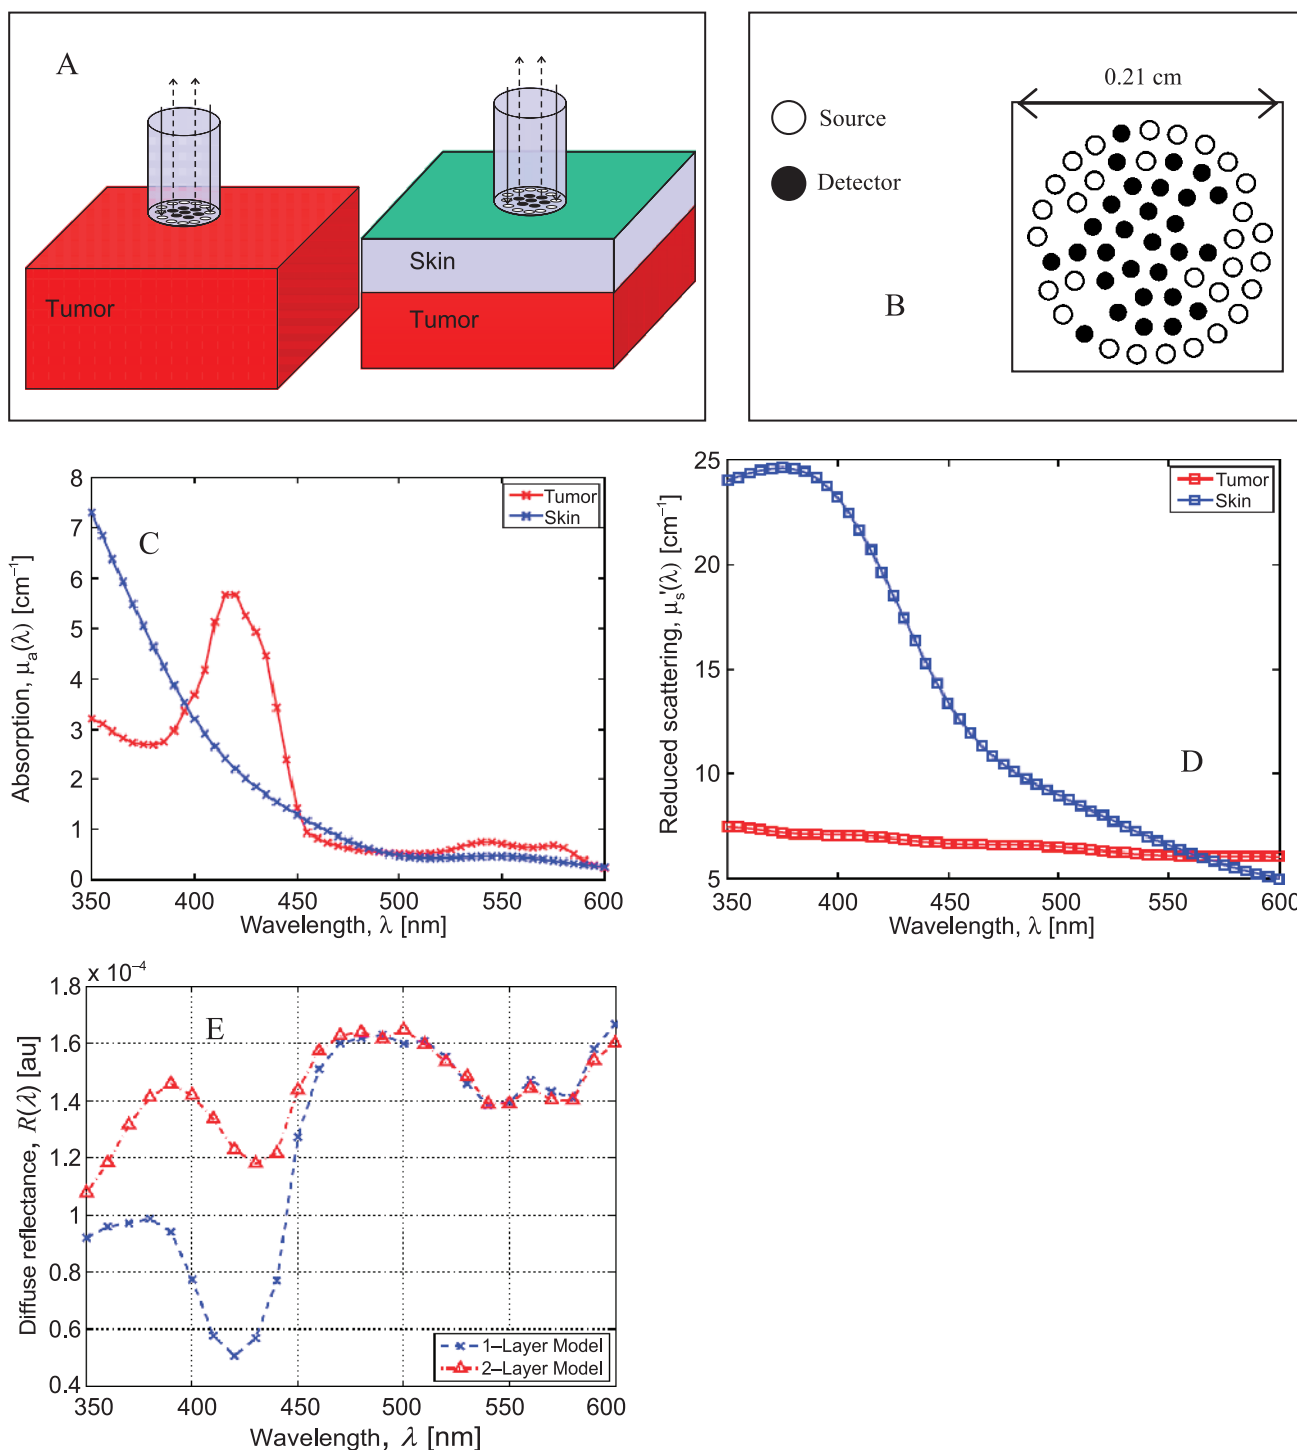 A
Tumor
Skin
Tumor
0.21 cm
Source
Detector
B
8
7
6
5
4
3
2
1
0
350 400 450 500 550 600
Absorption, μa(λ) [cm⁻¹]
Wavelength, λ [nm]
C
Tumor
Skin
25
20
15
10
5
350 400 450 500 550 600
Reduced scattering, μs'(λ) [cm⁻¹]
Wavelength, λ [nm]
D
Tumor
Skin
x 10⁻⁴
1.8
1.6
1.4
1.2
1
0.8
0.6
0.4
350 400 450 500 550 600
Diffuse reflectance, R(λ) [au]
Wavelength, λ [nm]
E
1–Layer Model
2–Layer Model